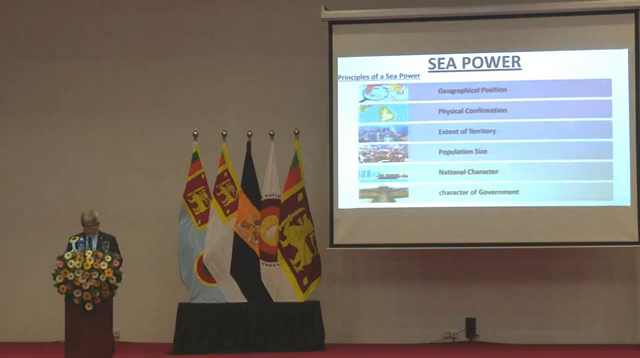 SEA POWER
Principles of a Sea Power
Geographical Position
Physical Confirmation
Extent of Territory
Population Size
National Character
character of Government